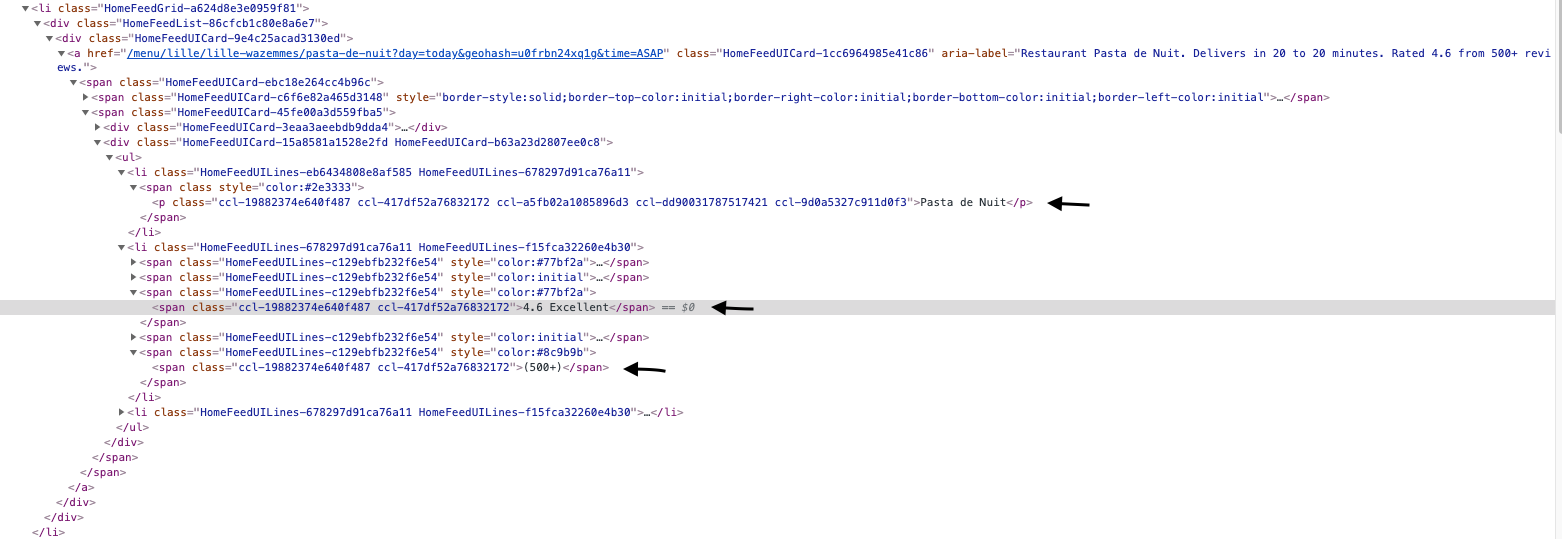 ▼<li class="HomeFeedGrid-a624d8e3e0959f81">
▼<div class="HomeFeedList-86cfcb1c80e8a6e7">
▼<div class="HomeFeedUICard-9e4c25acad3130ed">
▼<a href="/menu/lille/lille-wazemmes/pasta-de-nuit?day=today&geohash=u0frbn24xq1g&time=ASAP" class="HomeFeedUICard-1cc6964985e41c86" aria-label="Restaurant Pasta de Nuit. Delivers in 20 to 20 minutes. Rated 4.6 from 500+ revi
ews.">
▼<span class="HomeFeedUICard-ebc18e264cc4b96c">
▶<span class="HomeFeedUICard-c6f6e82a465d3148" style="border-style:solid;border-top-color:initial;border-right-color:initial;border-bottom-color:initial;border-left-color:initial">…</span>
▼<span class="HomeFeedUICard-45fe00a3d559fba5">
▶<div class="HomeFeedUICard-3eaa3aeebdb9dda4">…</div>
▼<div class="HomeFeedUICard-15a8581a1528e2fd HomeFeedUICard-b63a23d2807ee0c8">
▼<ul>
▼<li class="HomeFeedUILines-eb6434808e8af585 HomeFeedUILines-678297d91ca76a11">
▼<span class style="color:#2e3333">
<p class="ccl-19882374e640f487 ccl-417df52a76832172 ccl-a5fb02a1085896d3 ccl-dd90031787517421 ccl-9d0a5327c911d0f3">Pasta de Nuit</p>
</span>
</li>
▼<li class="HomeFeedUILines-678297d91ca76a11 HomeFeedUILines-f15fca32260e4b30">
▶<span class="HomeFeedUILines-c129ebfb232f6e54" style="color:#77bf2a">…</span>
▶<span class="HomeFeedUILines-c129ebfb232f6e54" style="color:initial">…</span>
▼<span class="HomeFeedUILines-c129ebfb232f6e54" style="color:#77bf2a">
<span class="ccl-19882374e640f487 ccl-417df52a76832172">4.6 Excellent</span> == $0
</span>
▶<span class="HomeFeedUILines-c129ebfb232f6e54" style="color:initial">…</span>
▼<span class="HomeFeedUILines-c129ebfb232f6e54" style="color:#8c9b9b">
<span class="ccl-19882374e640f487 ccl-417df52a76832172">(500+)</span>
</span>
</li>
▶<li class="HomeFeedUILines-678297d91ca76a11 HomeFeedUILines-f15fca32260e4b30">…</li>
</ul>
</div>
</span>
</span>
</a>
</div>
</div>
</li>